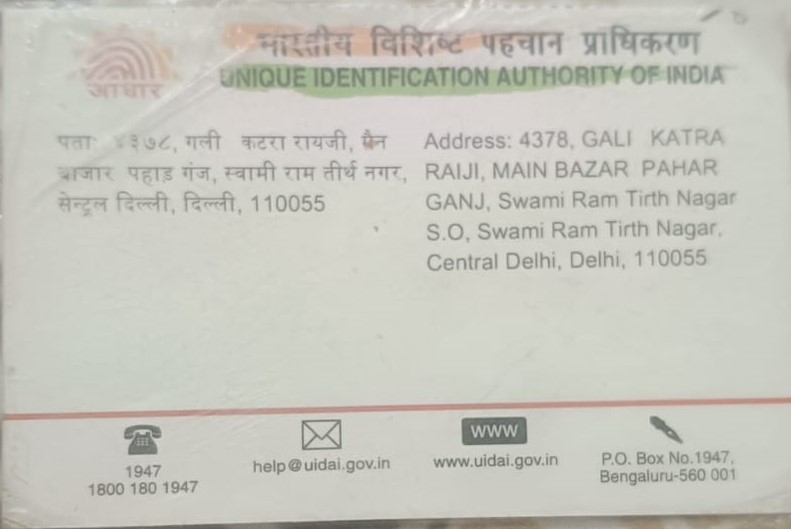 भारतीय विशिष्ट पहचान प्राधिकरण
UNIQUE IDENTIFICATION AUTHORITY OF INDIA
आधार
पता: ४३७८, गली कटरा रायजी, मैन
बाजार पहाड़ गंज, स्वामी राम तीर्थ नगर,
सेन्ट्रल दिल्ली, दिल्ली, 110055
Address: 4378, GALI KATRA
RAIJI, MAIN BAZAR PAHAR
GANJ, Swami Ram Tirth Nagar
S.O, Swami Ram Tirth Nagar,
Central Delhi, Delhi, 110055
1947
1800 180 1947
help@uidai.gov.in
WWW
www.uidai.gov.in
P.O. Box No.1947,
Bengaluru-560 001